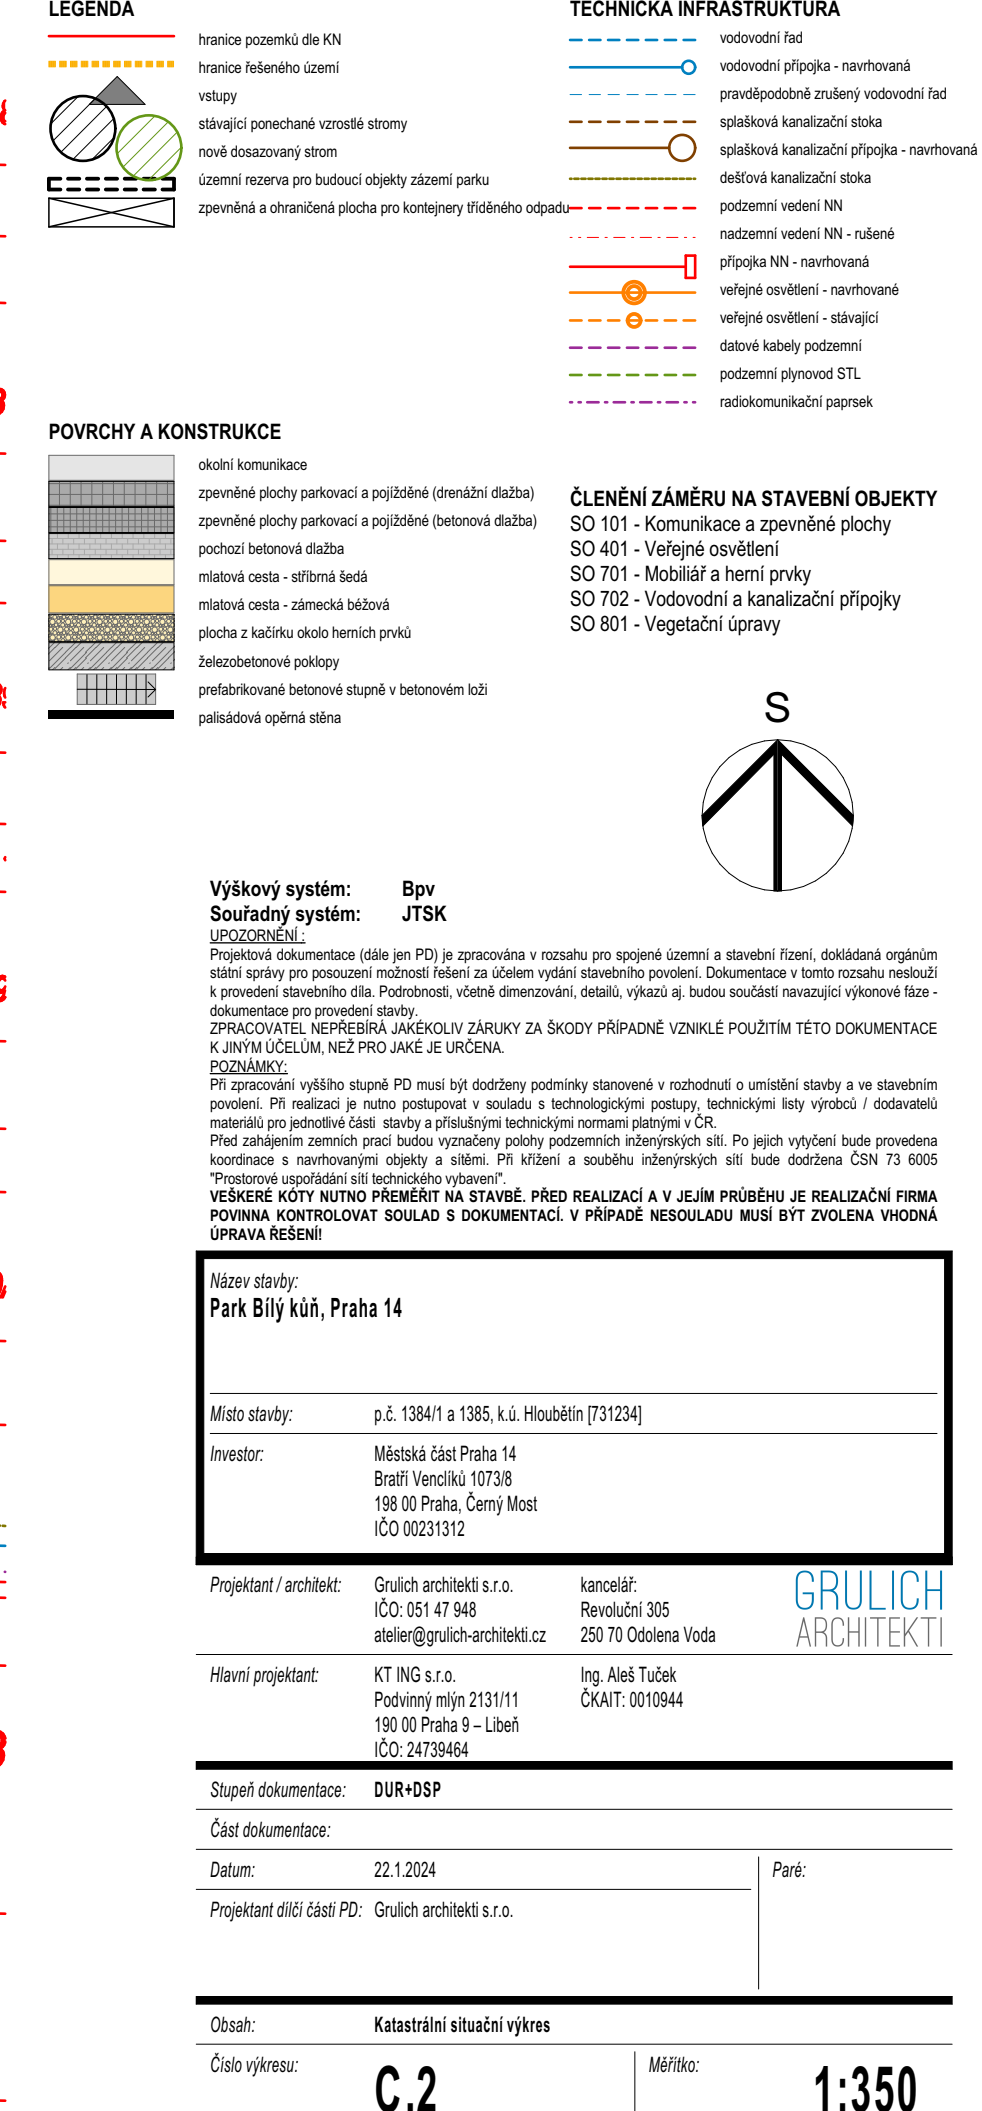 LEGENDA
hranice pozemků dle KN
hranice řešeného území
vstupy
stávající ponechané vzrostlé stromy
nově dosazovaný strom
územní rezerva pro budoucí objekty zázemí parku
zpevněná a ohraničená plocha pro kontejnery tříděného odpadu
TECHNICKÁ INFRASTRUKTURA
vodovodní řad
vodovodní přípojka - navrhovaná
pravděpodobně zrušený vodovodní řad
splašková kanalizační stoka
splašková kanalizační přípojka - navrhovaná
dešťová kanalizační stoka
podzemní vedení NN
nadzemní vedení NN - rušené
přípojka NN - navrhovaná
veřejné osvětlení - navrhované
veřejné osvětlení - stávající
datové kabely podzemní
podzemní plynovod STL
radiokomunikační paprsek
POVRCHY A KONSTRUKCE
okolní komunikace
zpevněné plochy parkovací a pojížděné (drenážní dlažba)
zpevněné plochy parkovací a pojížděné (betonová dlažba)
pochozí betonová dlažba
mlatová cesta - stříbrná šedá
mlatová cesta - zámecká béžová
plocha z kačírku okolo herních prvků
železobetonové poklopy
prefabrikované betonové stupně v betonovém loži
palisádová opěrná stěna
ČLENĚNÍ ZÁMĚRU NA STAVEBNÍ OBJEKTY
SO 101 - Komunikace a zpevněné plochy
SO 401 - Veřejné osvětlení
SO 701 - Mobiliář a herní prvky
SO 702 - Vodovodní a kanalizační přípojky
SO 801 - Vegetační úpravy
S
Výškový systém: Bpv
Souřadný systém: JTSK
UPOZORNĚNÍ :
Projektová dokumentace (dále jen PD) je zpracována v rozsahu pro spojené územní a stavební řízení, dokládaná orgánům
státní správy pro posouzení možností řešení za účelem vydání stavebního povolení. Dokumentace v tomto rozsahu neslouží
k provedení stavebního díla. Podrobnosti, včetně dimenzování, detailů, výkazů aj. budou součástí navazující výkonové fáze -
dokumentace pro provedení stavby.
ZPRACOVATEL NEPŘEBÍRÁ JAKÉKOLIV ZÁRUKY ZA ŠKODY PŘÍPADNĚ VZNIKLÉ POUŽITÍM TÉTO DOKUMENTACE
K JINÝM ÚČELŮM, NEŽ PRO JAKÉ JE URČENA.
POZNÁMKY:
Při zpracování vyššího stupně PD musí být dodrženy podmínky stanovené v rozhodnutí o umístění stavby a ve stavebním
povolení. Při realizaci je nutno postupovat v souladu s technologickými postupy, technickými listy výrobců / dodavatelů
materiálů pro jednotlivé části stavby a příslušnými technickými normami platnými v ČR.
Před zahájením zemních prací budou vyznačeny polohy podzemních inženýrských sítí. Po jejich vytyčení bude provedena
koordinace s navrhovanými objekty a sítěmi. Při křížení a souběhu inženýrských sítí bude dodržena ČSN 73 6005
"Prostorové uspořádání sítí technického vybavení".
VEŠKERÉ KÓTY NUTNO PŘEMĚŘIT NA STAVBĚ. PŘED REALIZACÍ A V JEJÍM PRŮBĚHU JE REALIZAČNÍ FIRMA
POVINNA KONTROLOVAT SOULAD S DOKUMENTACÍ. V PŘÍPADĚ NESOULADU MUSÍ BÝT ZVOLENA VHODNÁ
ÚPRAVA ŘEŠENÍ!
Název stavby:
Park Bílý kůň, Praha 14
Místo stavby: p.č. 1384/1 a 1385, k.ú. Hloubětín [731234]
Investor: Městská část Praha 14
Bratří Venclíků 1073/8
198 00 Praha, Černý Most
IČO 00231312
Projektant / architekt: Grulich architekti s.r.o. kancelář:
IČO: 051 47 948 Revoluční 305
atelier@grulich-architekti.cz 250 70 Odolena Voda
GRULICH
ARCHITEKTI
Hlavní projektant: KT ING s.r.o. Ing. Aleš Tuček
Podvinný mlýn 2131/11 ČKAIT: 0010944
190 00 Praha 9 – Libeň
IČO: 24739464
Stupeň dokumentace: DUR+DSP
Část dokumentace:
Datum: 22.1.2024 Paré:
Projektant dílčí části PD: Grulich architekti s.r.o.
Obsah: Katastrální situační výkres
Číslo výkresu: C.2 Měřítko: 1:350